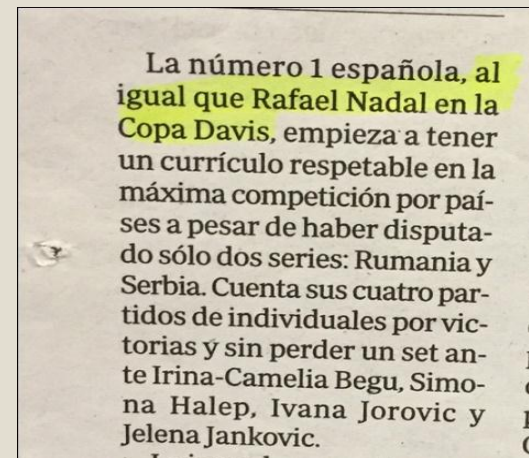 La número 1 española, al
igual que Rafael Nadal en la
Copa Davis, empieza a tener
un currículo respetable en la
máxima competición por paí-
ses a pesar de haber disputa-
do sólo dos series: Rumania y
Serbia. Cuenta sus cuatro par-
tidos de individuales por vic-
torias y sin perder un set an-
te Irina-Camelia Begu, Simo-
na Halep, Ivana Jorovic y
Jelena Jankovic.